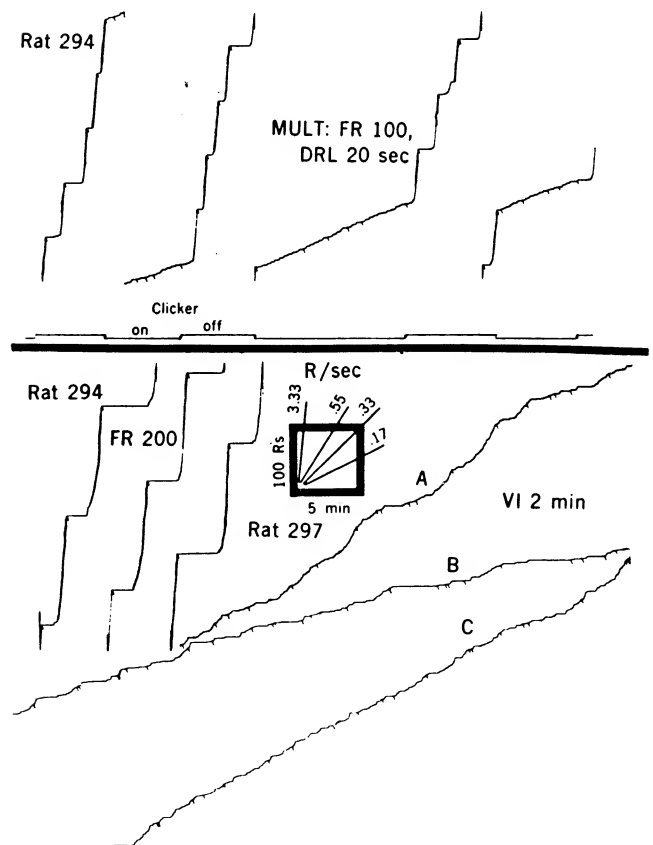 Rat 294
MULT: FR 100,
DRL 20 sec
Clicker
on
off
R/sec
Rat 294
3.33
.55
.33
.17
FR 200
100 Rs
A
VI 2 min
5 min
Rat 297
B
C